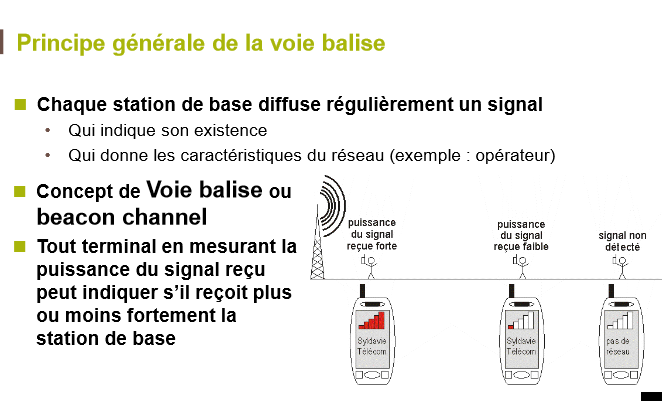 Principe générale de la voie balise
Chaque station de base diffuse régulièrement un signal
• Qui indique son existence
• Qui donne les caractéristiques du réseau (exemple : opérateur)
Concept de Voie balise ou
beacon channel
Tout terminal en mesurant la
puissance du signal reçu
peut indiquer s’il reçoit plus
ou moins fortement la
station de base
puissance
du signal
reçue forte
puissance
du signal
reçue faible
signal non
détecté
Syldavie
Télécom
Syldavie
Télécom
pas de
réseau